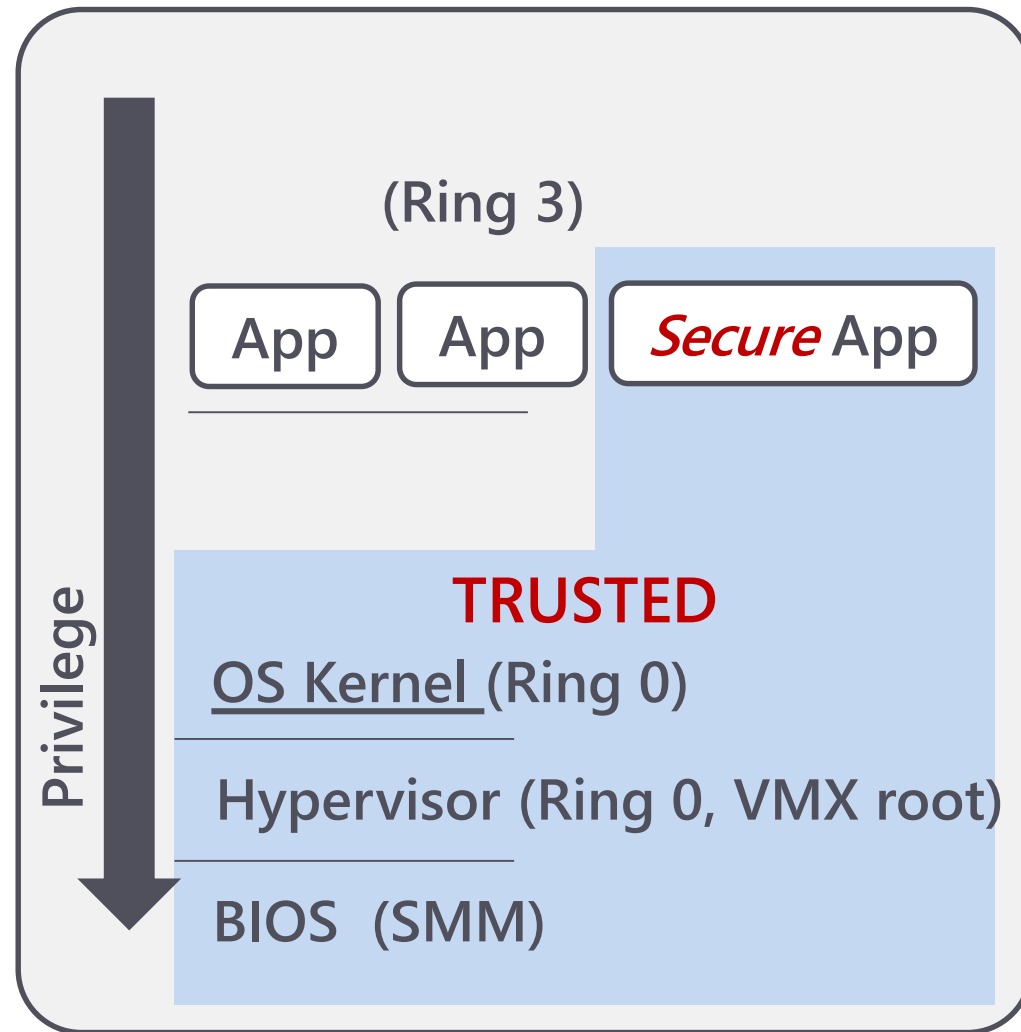 (Ring 3)
App
App
Secure App
TRUSTED
OS Kernel (Ring 0)
Hypervisor (Ring 0, VMX root)
BIOS (SMM)
Privilege